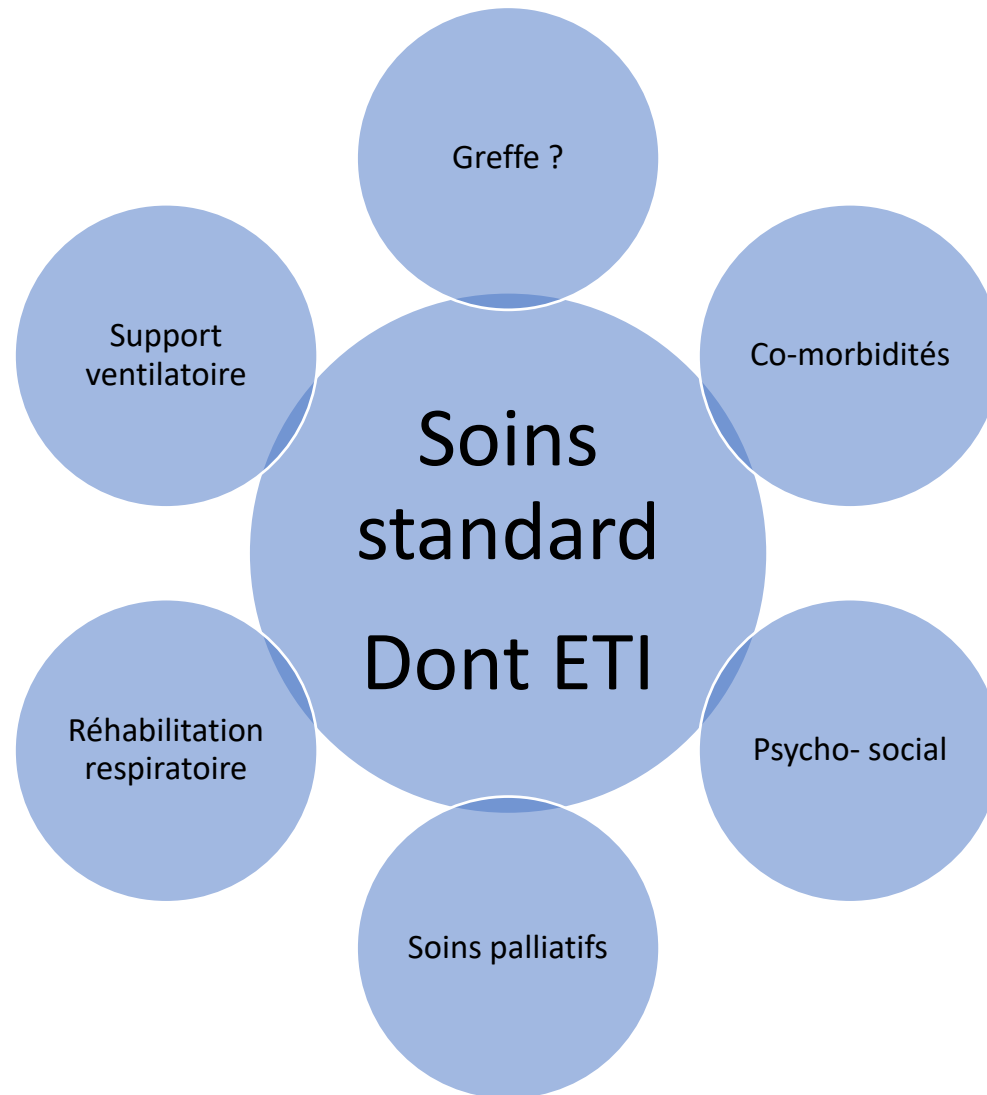 Greffe ?
Support
ventilatoire
Co-morbidités
Soins
standard
Dont ETI
Réhabilitation
respiratoire
Psycho- social
Soins palliatifs